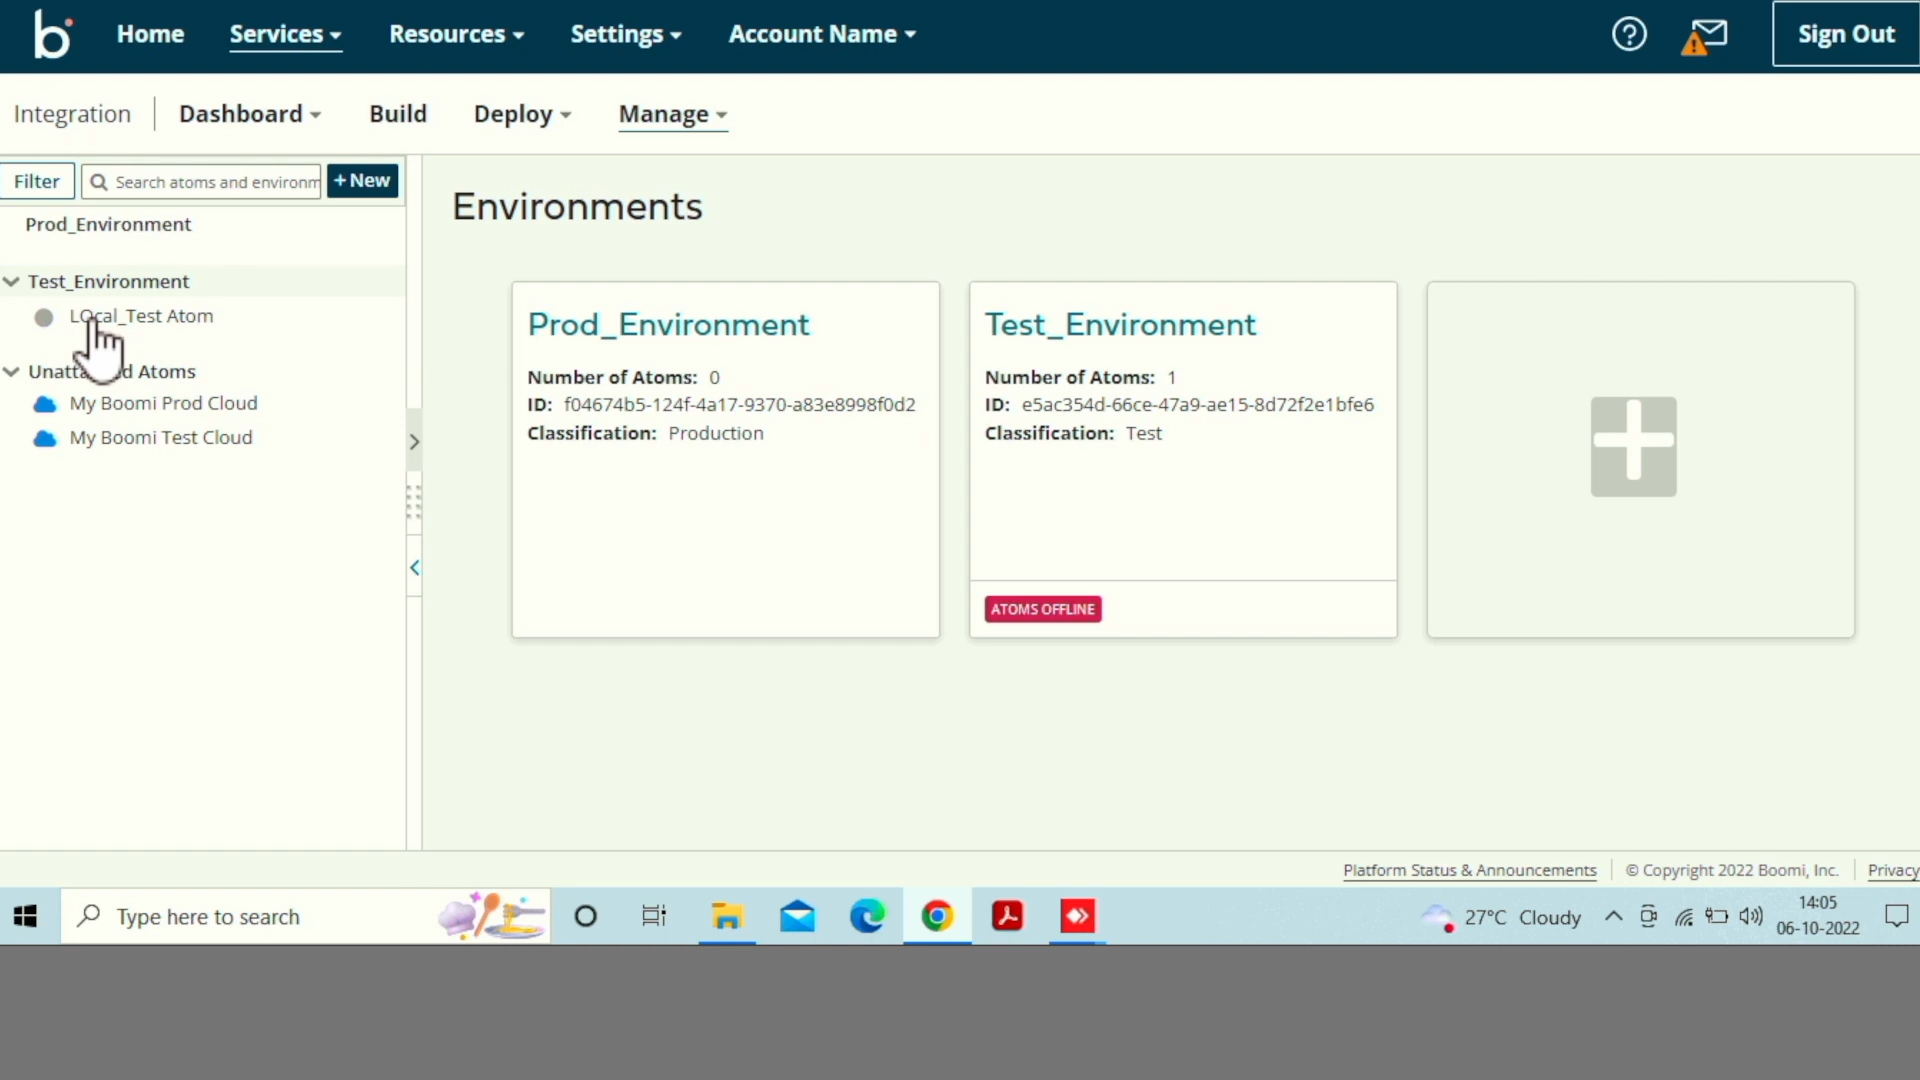 b
Home Services Resources Settings Account Name Sign Out
Integration Dashboard Build Deploy Manage
Filter Search atoms and environm + New
Prod_Environment
Test_Environment
LOcal_Test Atom
Atoms
My Boomi Prod Cloud
My Boomi Test Cloud
Environments
Prod_Environment
Number of Atoms: 0
ID: f04674b5-124f-4a17-9370-a83e8998f0d2
Classification: Production
Test_Environment
Number of Atoms: 1
ID: e5ac354d-66ce-47a9-ae15-8d72f2e1bfe6
Classification: Test
ATOMS OFFLINE
Platform Status & Announcements © Copyright 2022 Boomi, Inc. Privacy
Type here to search
27°C Cloudy
14:05
06-10-2022